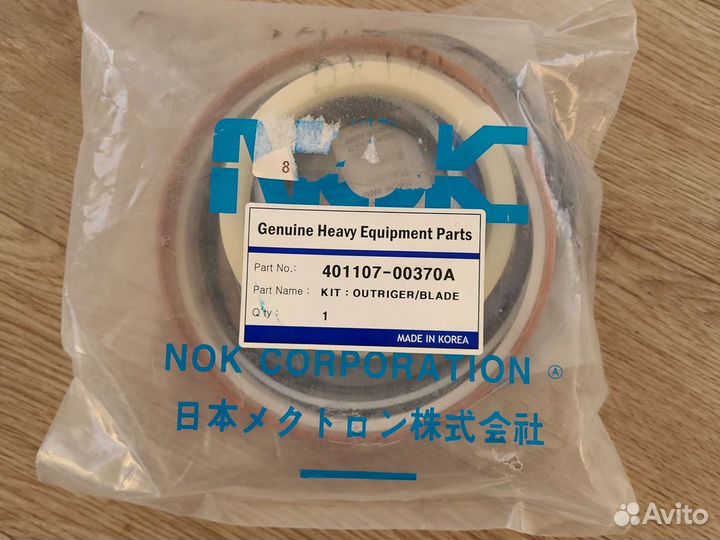 8
NOK
Genuine Heavy Equipment Parts
Part No.: 401107-00370A
Part Name : KIT : OUTRIGER/BLADE
Q'ty : 1
MADE IN KOREA
NOK CORPORATION Ⓐ
日本メクトロン株式会社
Avito